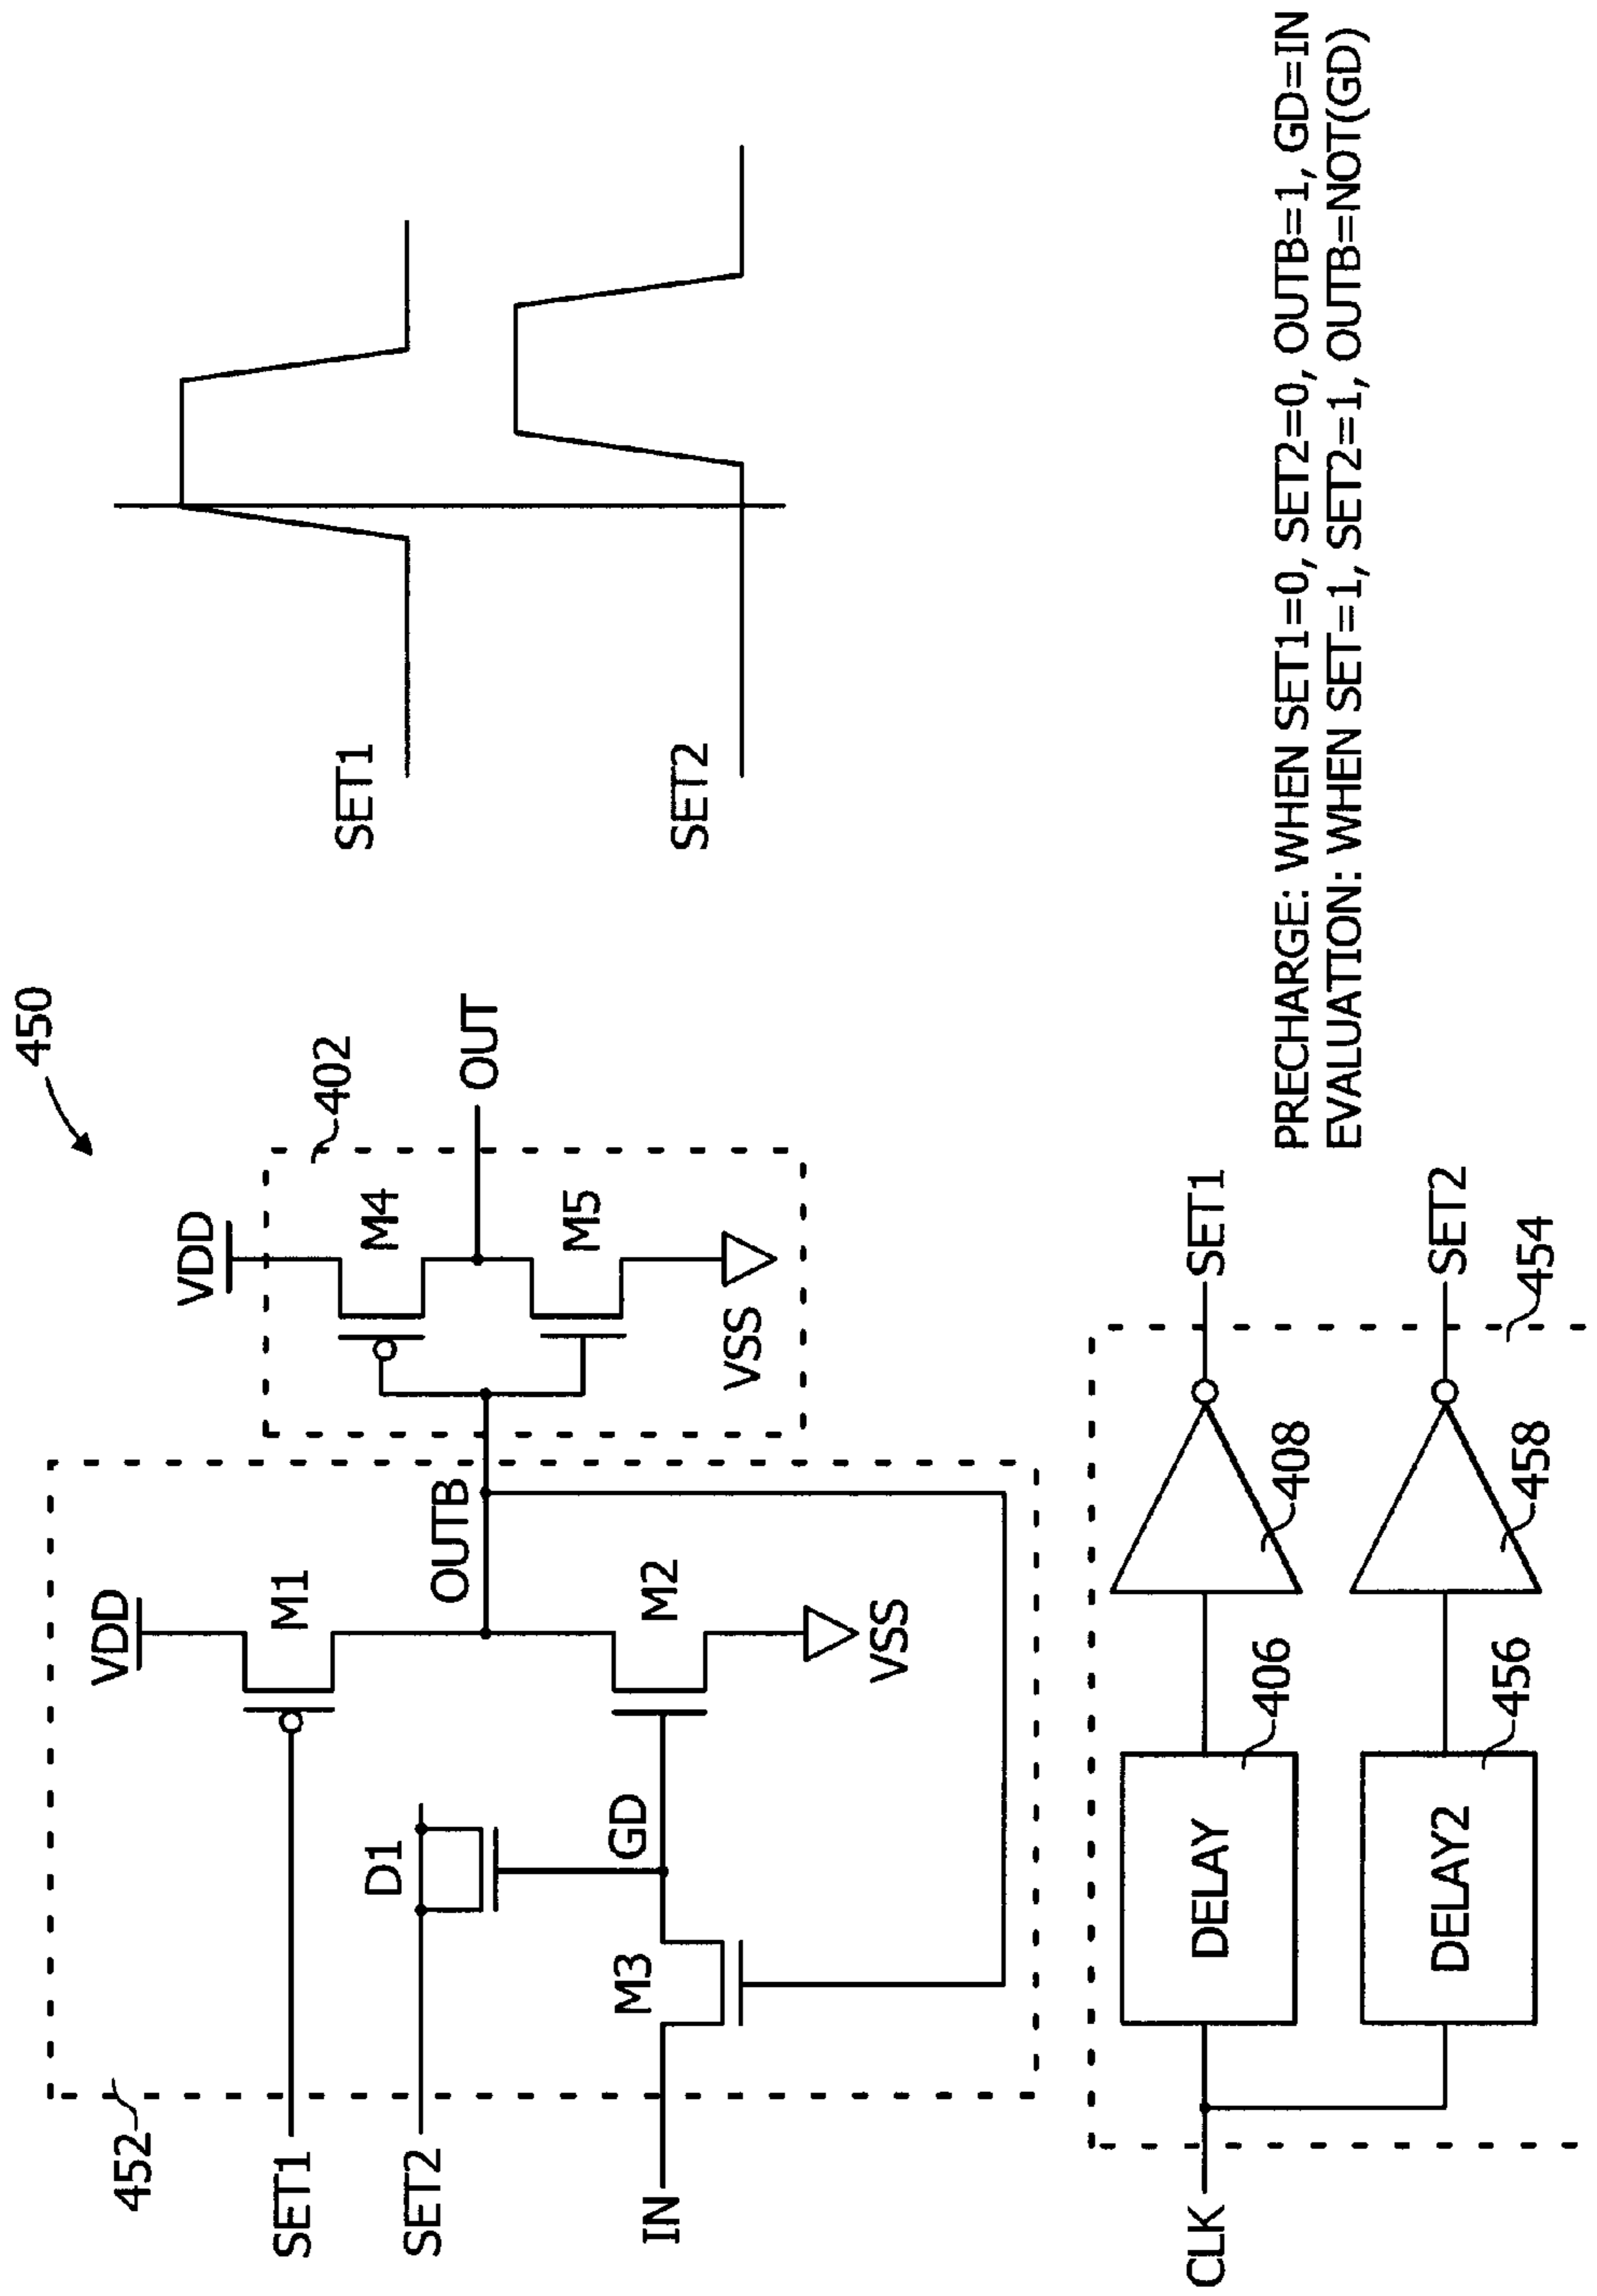 450
452
VDD
M1
SET1
SET2
D1
OUTB
GD
M2
M3
IN
VSS
VDD
402
M4
OUT
M5
VSS
SET1
SET2
CLK
DELAY
406
408
SET1
DELAY2
456
458
SET2
454
PRECHARGE: WHEN SET1=0, SET2=0, OUTB=1, GD=IN
EVALUATION: WHEN SET=1, SET2=1, OUTB=NOT(GD)